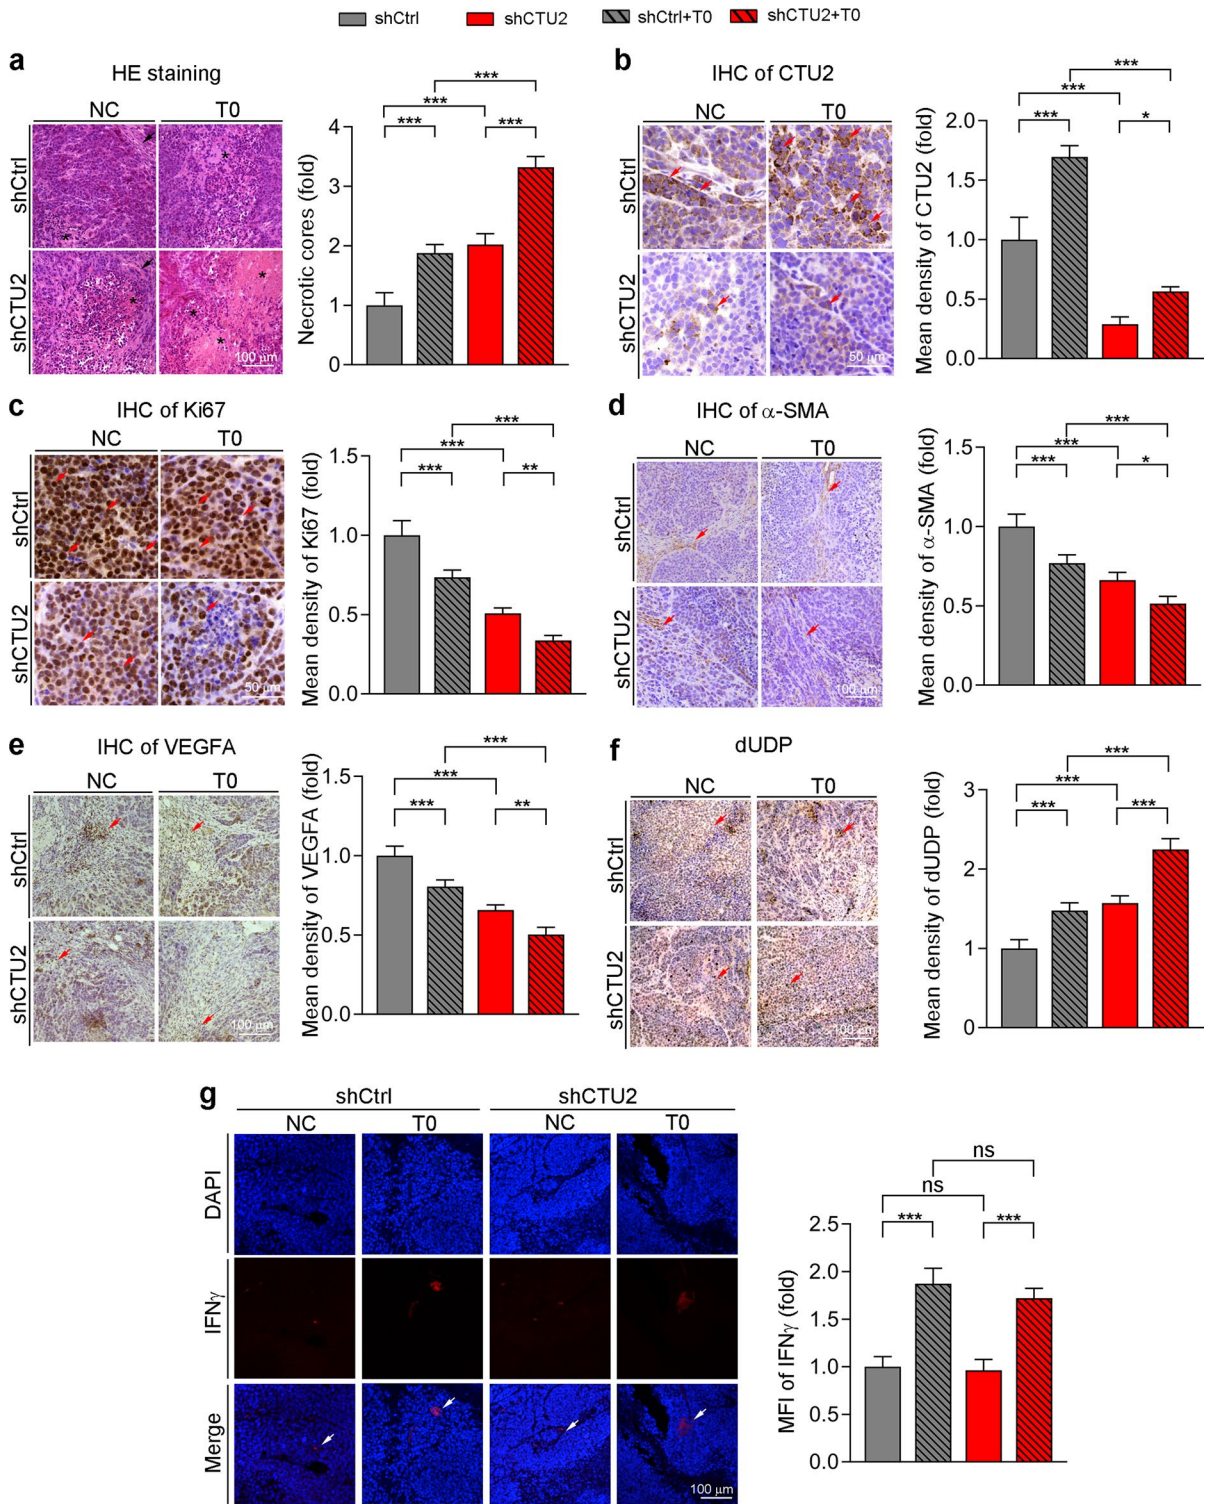 shCtrl shCTU2 shCtrl+T0 shCTU2+T0
a
HE staining
NC T0
shCtrl
shCTU2
100 μm
Necrotic cores (fold)
4
3
2
1
0
***
***
*** ***
b
IHC of CTU2
NC T0
shCtrl
shCTU2
50 μm
Mean density of CTU2 (fold)
2.0
1.5
1.0
0.5
0.0
***
***
*** *
c
IHC of Ki67
NC T0
shCtrl
shCTU2
50 μm
Mean density of Ki67 (fold)
1.5
1.0
0.5
0.0
***
***
*** **
d
IHC of α-SMA
NC T0
shCtrl
shCTU2
100 μm
Mean density of α-SMA (fold)
1.5
1.0
0.5
0.0
***
***
*** *
e
IHC of VEGFA
NC T0
shCtrl
shCTU2
100 μm
Mean density of VEGFA (fold)
1.5
1.0
0.5
0.0
***
***
*** **
f
dUDP
NC T0
shCtrl
shCTU2
100 μm
Mean density of dUDP (fold)
3
2
1
0
***
***
*** ***
g
shCtrl shCTU2
NC T0 NC T0
DAPI
IFNγ
Merge
100 μm
MFI of IFNγ (fold)
2.5
2.0
1.5
1.0
0.5
0.0
ns
ns
*** ***